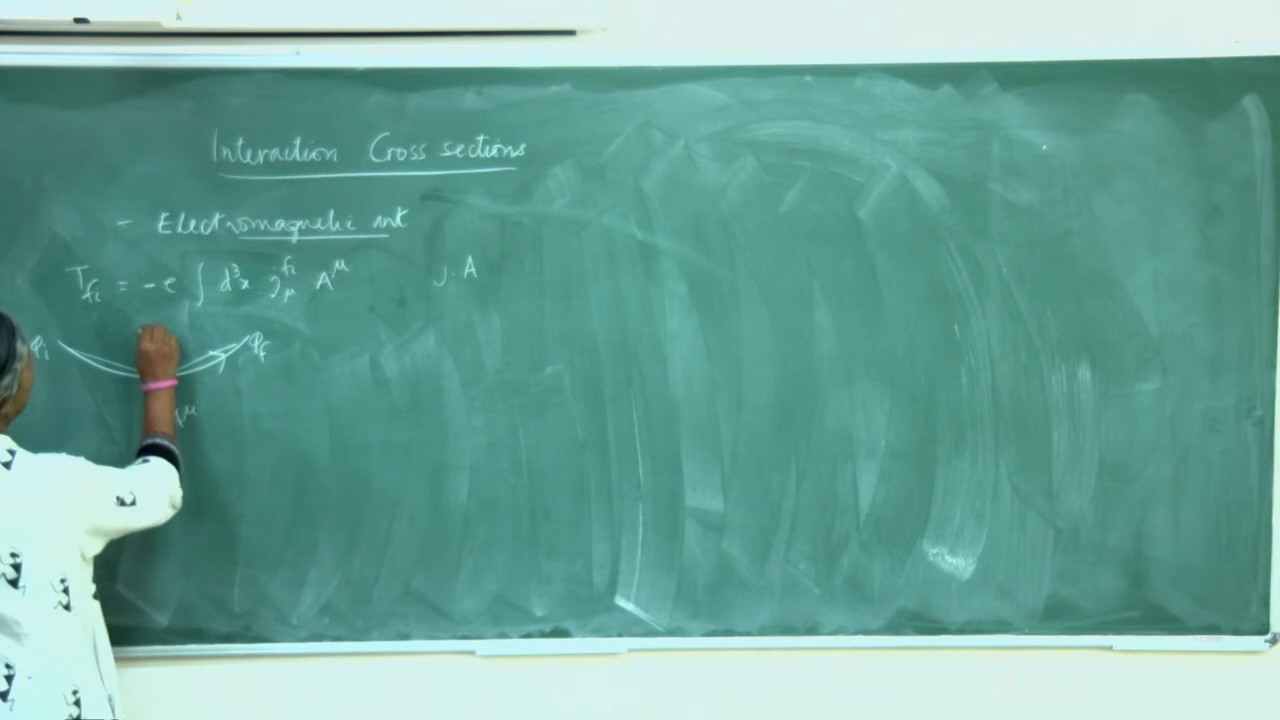 Interaction Cross sections
- Electromagnetic int
T_fi = -e ∫ d³x j_μ^fi A^μ    J.A
φ_i φ_f
μ